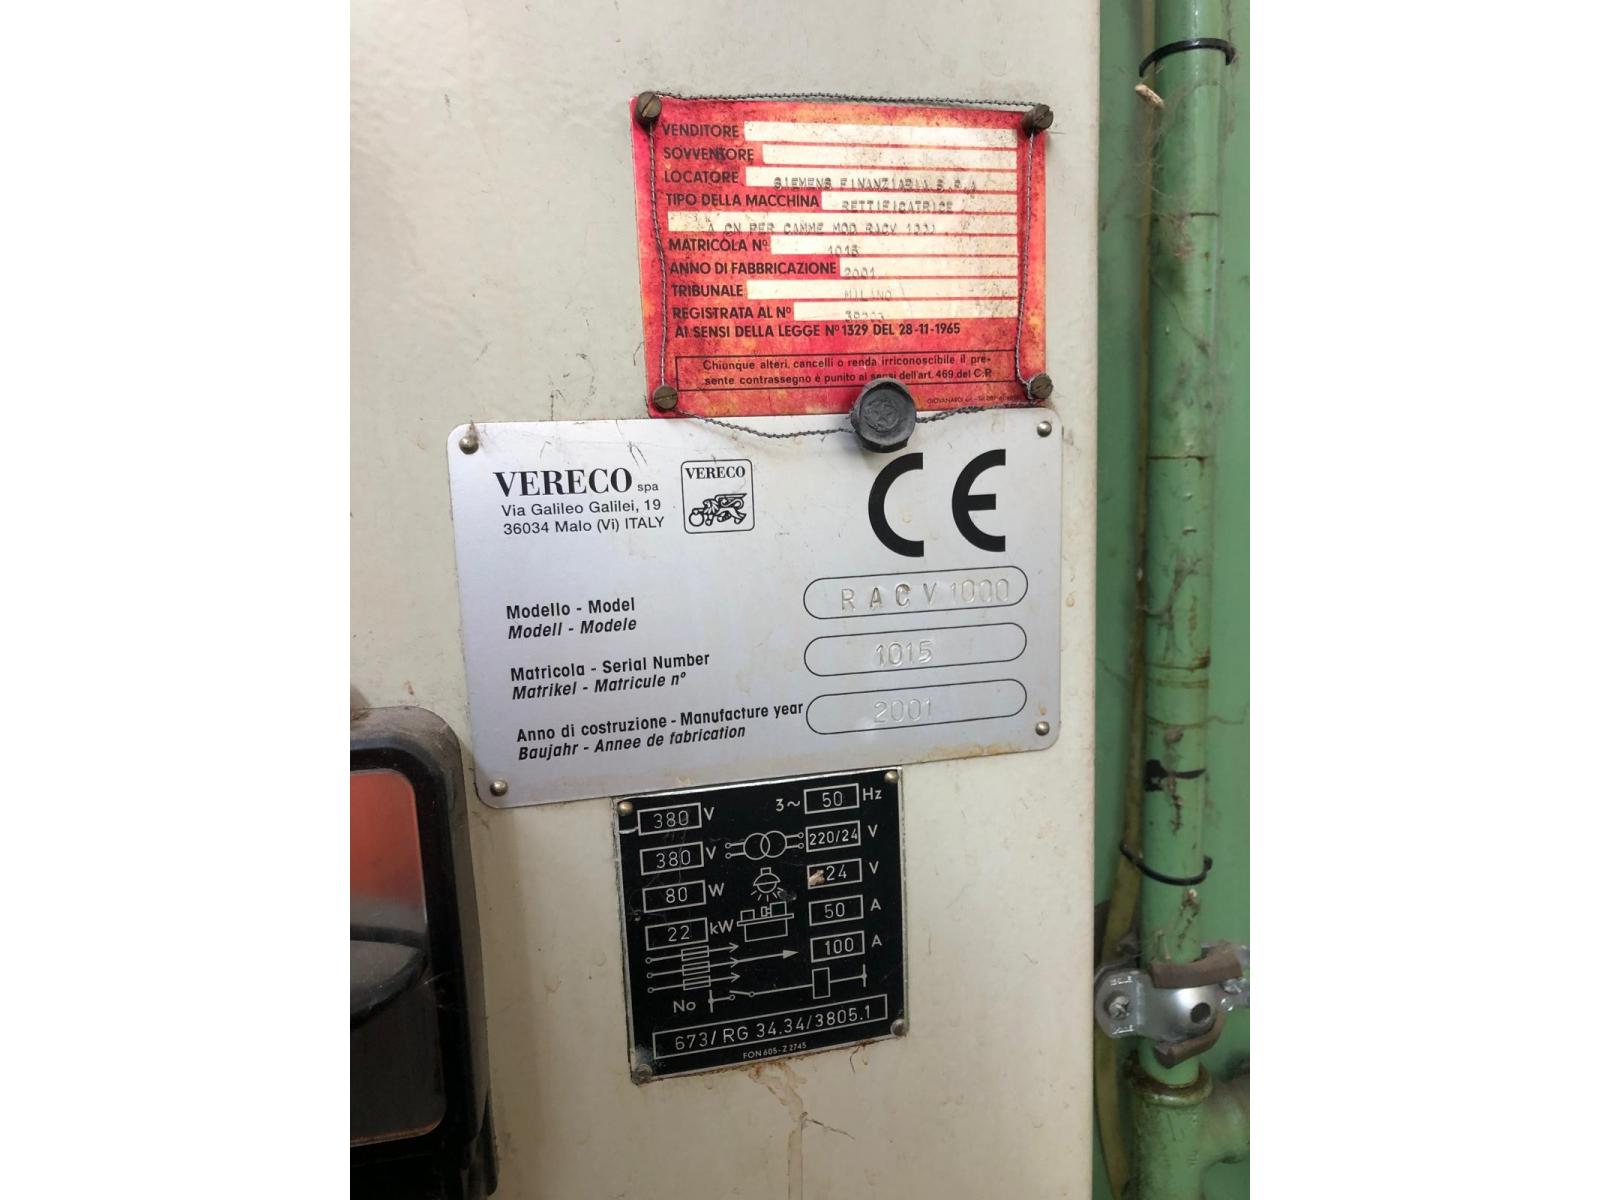 VENDITORE
SOVVENTORE
LOCATORE SIEMENS FINANZIARIA S.P.A
TIPO DELLA MACCHINA RETTIFICATRICE
A CN PER CAMME MOD. RACV 1000
MATRICOLA N° 1015
ANNO DI FABBRICAZIONE 2001
TRIBUNALE MILANO
REGISTRATA AL N°
AI SENSI DELLA LEGGE N° 1329 DEL 28-11-1965
Chiunque alteri, cancelli o renda irriconoscibile il pre-
sente contrassegno è punito ai sensi dell'art. 469 del C.P.
VERECO spa
Via Galileo Galilei, 19
36034 Malo (Vi) ITALY
VERECO
CE
Modello - Model
Modell - Modele
RACV1000
Matricola - Serial Number
Matrikel - Matricule n°
1015
Anno di costruzione - Manufacture year
Baujahr - Annee de fabrication
2001
380 V 3~ 50 Hz
380 V 220/24 V
80 W 24 V
22 kW 50 A
100 A
No
673/RG 34.34/3805.1
FON 605-Z 2745